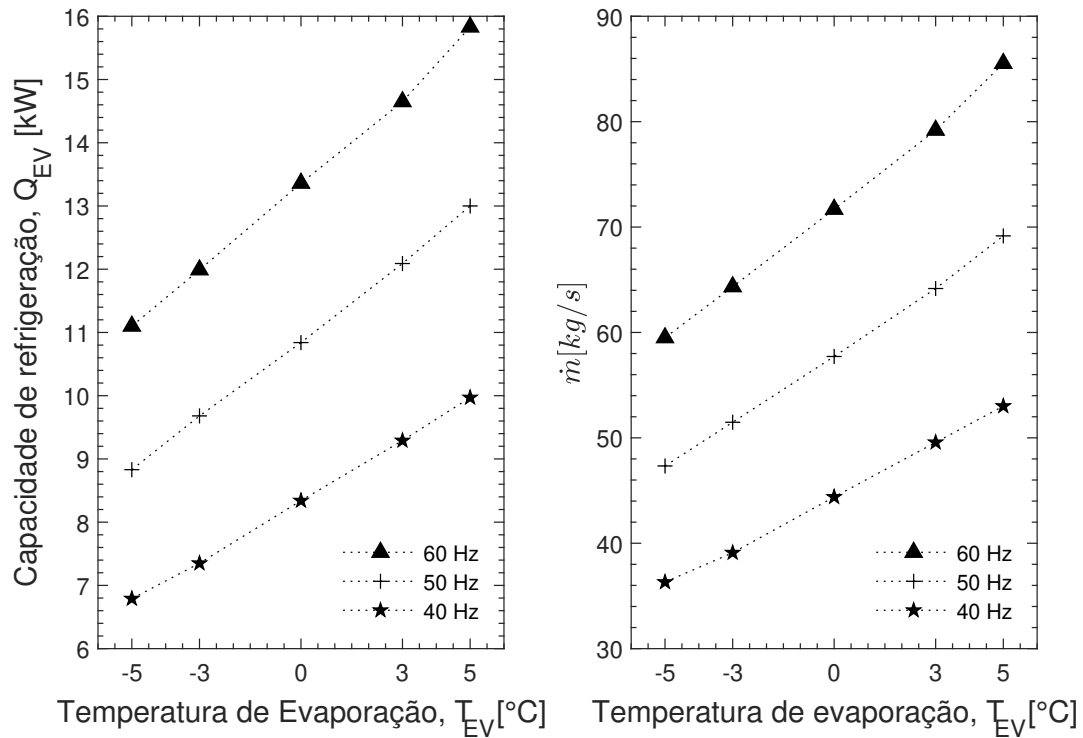 Capacidade de refrigeração, Q_EV [kW]
16
15
14
13
12
11
10
9
8
7
6
-5 -3 0 3 5
60 Hz
50 Hz
40 Hz
Temperatura de Evaporação, T_EV[°C]
ṁ[kg/s]
90
80
70
60
50
40
30
-5 -3 0 3 5
60 Hz
50 Hz
40 Hz
Temperatura de evaporação, T_EV[°C]